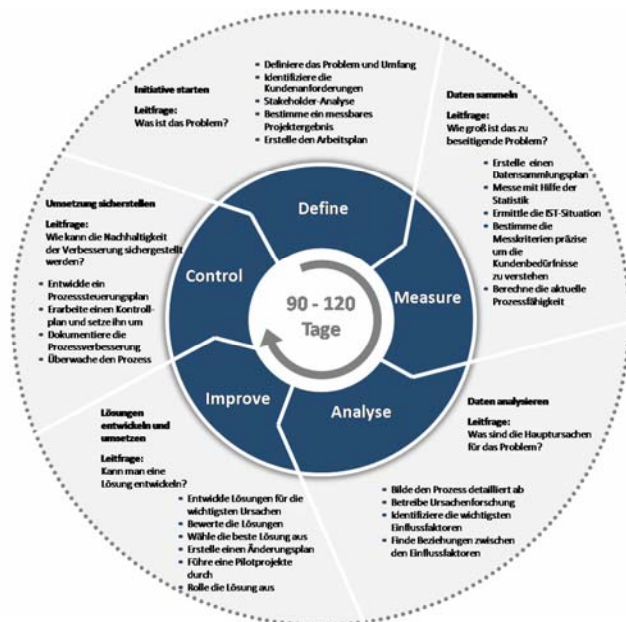 Initiative starten
Leitfrage:
Was ist das Problem?
Definiere das Problem und Umfang
Identifiziere die
Kundenanforderungen
Stakeholder-Analyse
Bestimme ein messbares
Projektergebnis
Erstelle den Arbeitsplan
Daten sammeln
Leitfrage:
Wie groß ist das zu
beseitigende Problem?
Erstelle einen
Datensammlungsplan
Messe mit Hilfe der
Statistik
Ermittle die IST-Situation
Bestimme die
Messkriterien präzise
um die
Kundenbedürfnisse
zu verstehen
Berechne die aktuelle
Prozessfähigkeit
Daten analysieren
Leitfrage:
Was sind die Hauptursachen
für das Problem?
Bilde den Prozess detailliert ab
Betreibe Ursachenforschung
Identifiziere die wichtigsten
Einflussfaktoren
Finde Beziehungen zwischen
den Einflussfaktoren
Lösungen
entwickeln und
umsetzen
Leitfrage:
Kann man eine
Lösung entwickeln?
Entwickle Lösungen für die
wichtigsten Ursachen
Bewerte die Lösungen
Wähle die beste Lösung aus
Erstelle einen Änderungsplan
Führe eine Pilotprojekte
durch
Rolle die Lösung aus
Umsetzung sicherstellen
Leitfrage:
Wie kann die Nachhaltigkeit
der Verbesserung sichergestellt
werden?
Entwickle ein
Prozesssteuerungsplan
Erarbeite einen Kontroll-
plan und setze ihn um
Dokumentiere die
Prozessverbesserung
Überwache den Prozess
Define
Measure
Analyse
Improve
Control
90 - 120
Tage